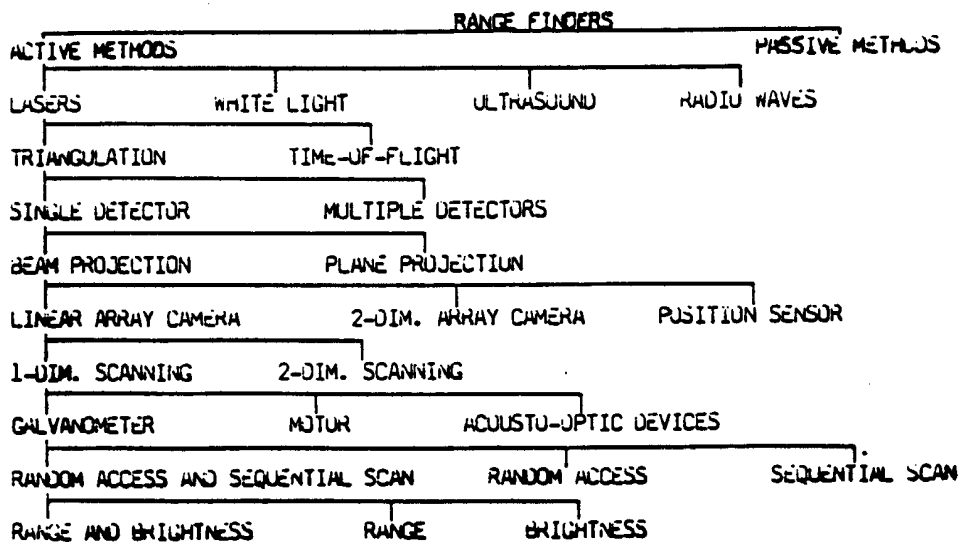 RANGE FINDERS
ACTIVE METHODS PASSIVE METHODS
LASERS WHITE LIGHT ULTRASOUND RADIO WAVES
TRIANGULATION TIME-OF-FLIGHT
SINGLE DETECTOR MULTIPLE DETECTORS
BEAM PROJECTION PLANE PROJECTION
LINEAR ARRAY CAMERA 2-DIM. ARRAY CAMERA POSITION SENSOR
1-DIM. SCANNING 2-DIM. SCANNING
GALVANOMETER MOTOR ACOUSTO-OPTIC DEVICES
RANDOM ACCESS AND SEQUENTIAL SCAN RANDOM ACCESS SEQUENTIAL SCAN
RANGE AND BRIGHTNESS RANGE BRIGHTNESS